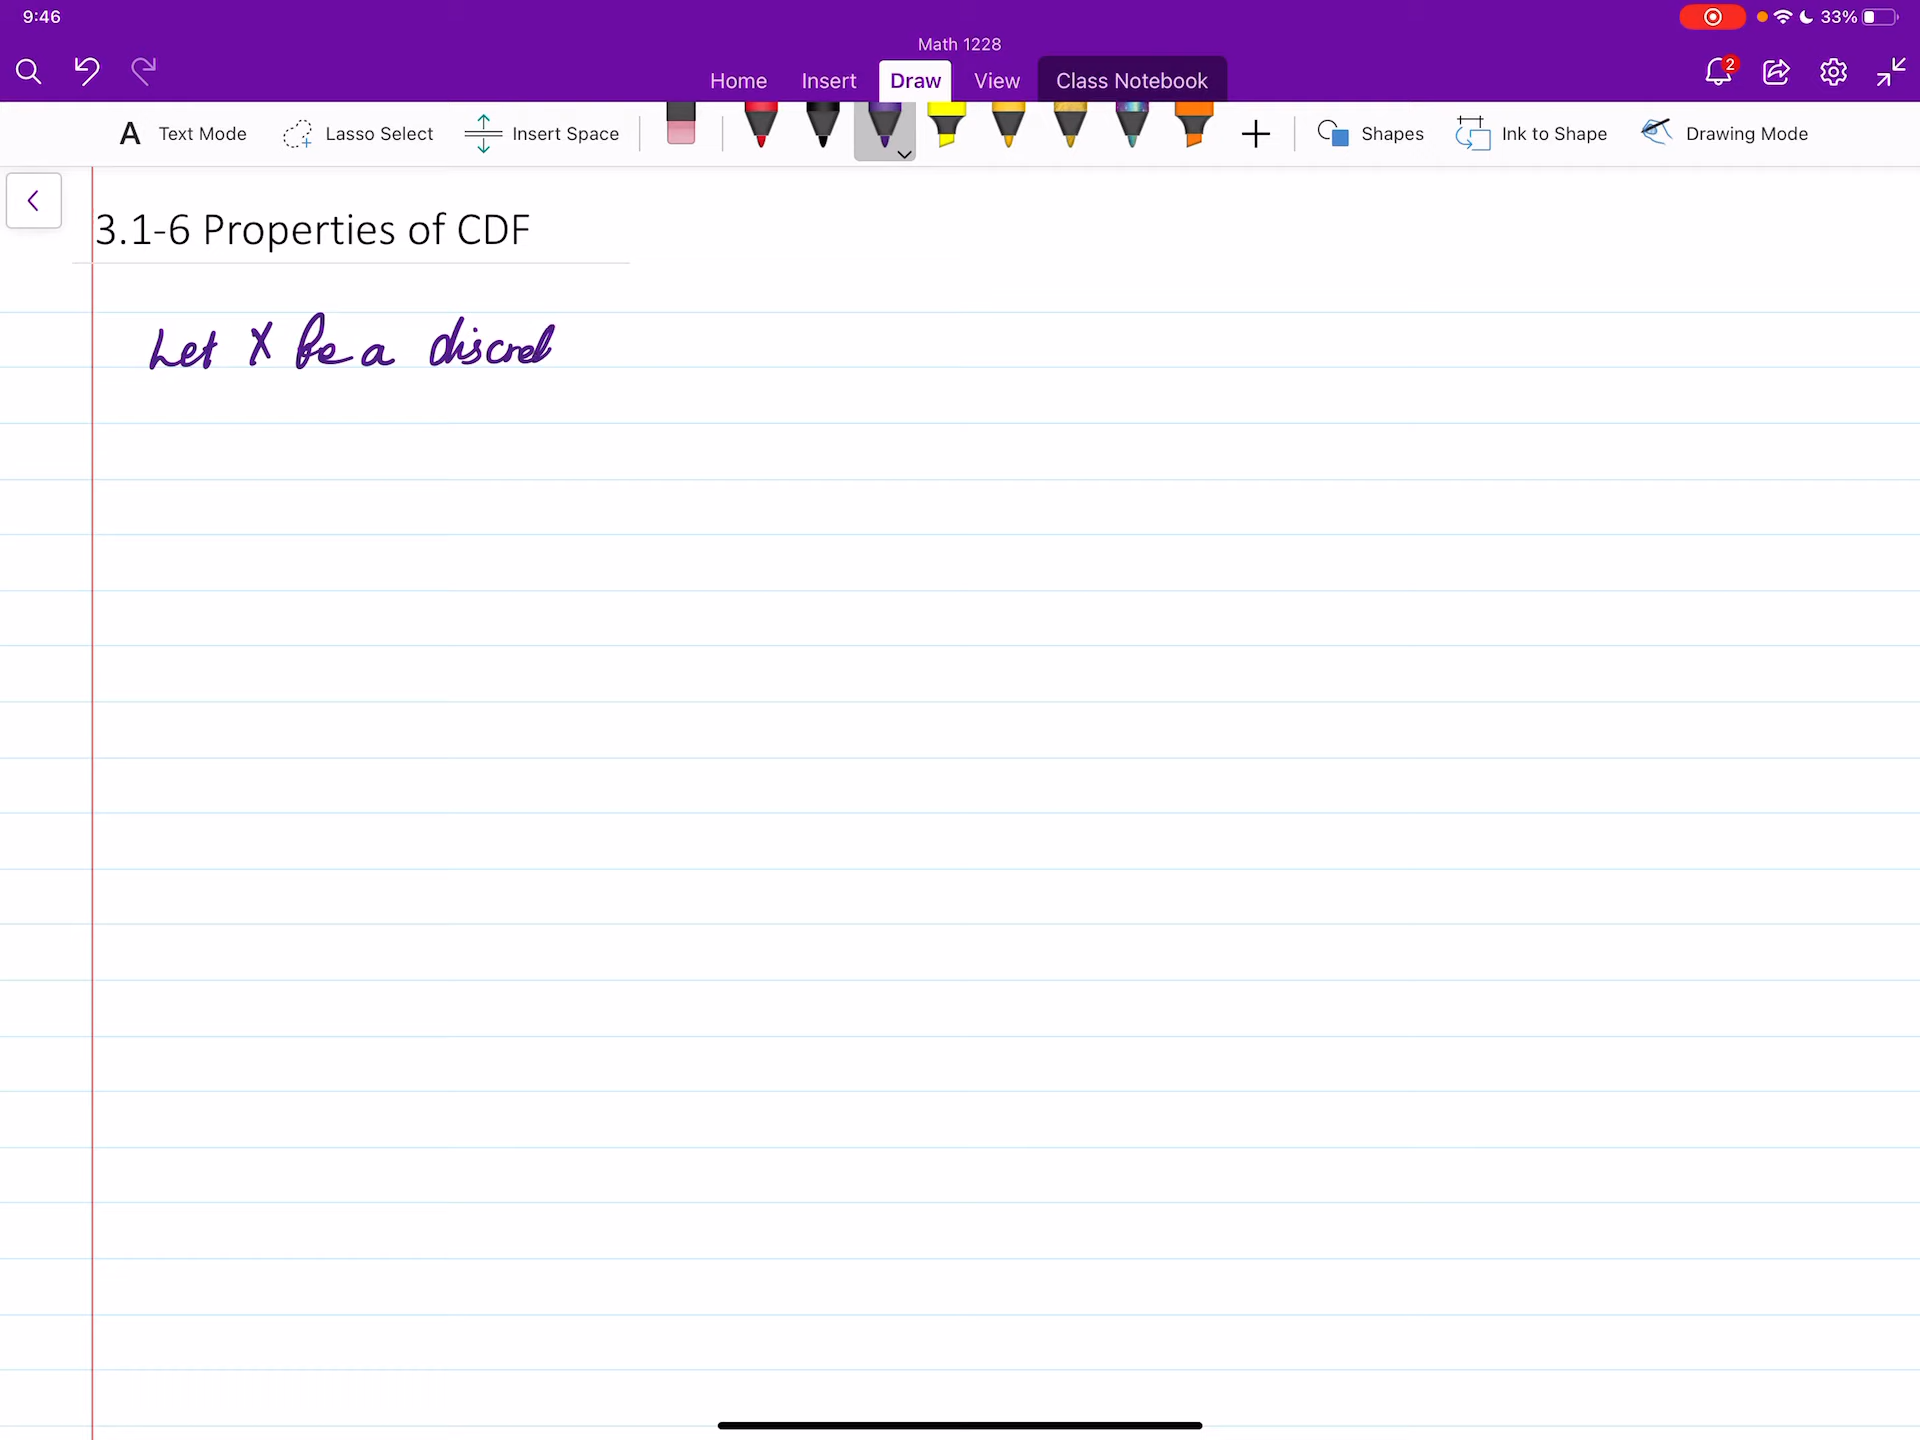 9:46
33%
Math 1228
2
Home Insert Draw View Class Notebook
A Text Mode Lasso Select Insert Space Shapes Ink to Shape Drawing Mode
3.1-6 Properties of CDF
Let X be a discret